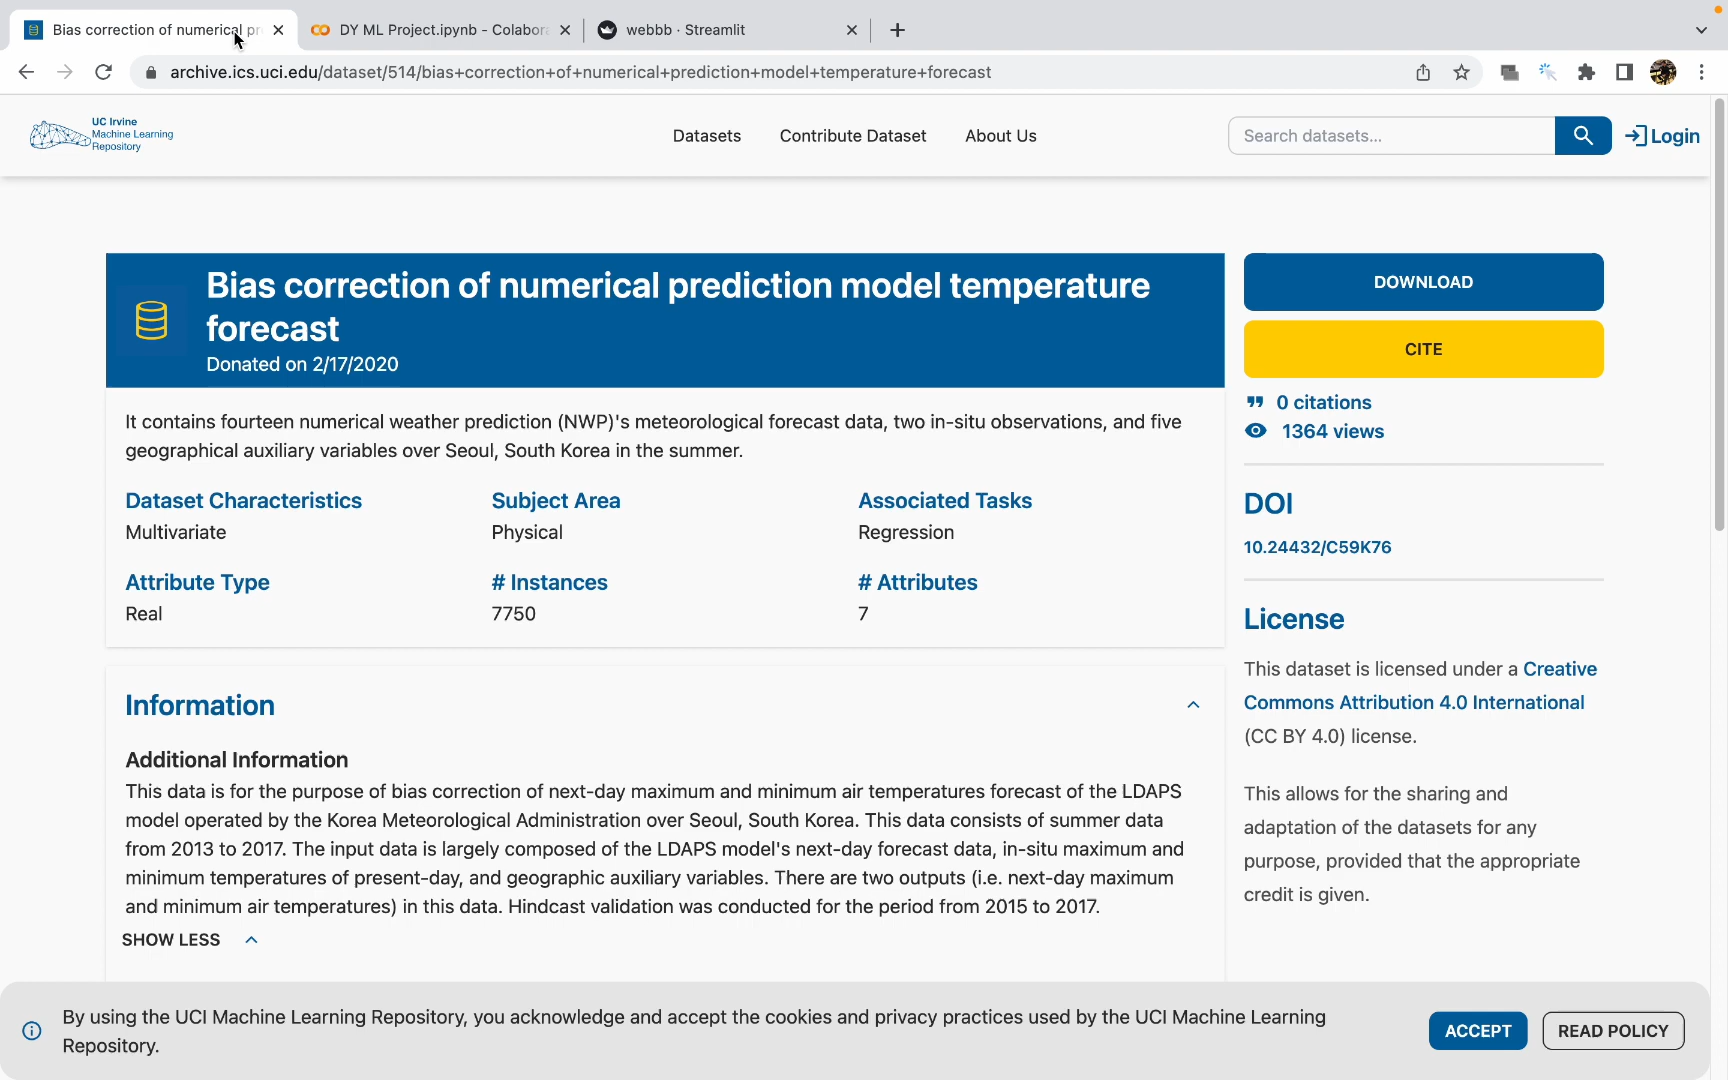 Bias correction of numerical pr
DY ML Project.ipynb - Colabora
webbb · Streamlit
archive.ics.uci.edu/dataset/514/bias+correction+of+numerical+prediction+model+temperature+forecast
UC Irvine
Machine Learning
Repository
Datasets
Contribute Dataset
About Us
Search datasets...
Login
Bias correction of numerical prediction model temperature
forecast
Donated on 2/17/2020
It contains fourteen numerical weather prediction (NWP)'s meteorological forecast data, two in-situ observations, and five
geographical auxiliary variables over Seoul, South Korea in the summer.
Dataset Characteristics
Multivariate
Subject Area
Physical
Associated Tasks
Regression
Attribute Type
Real
# Instances
7750
# Attributes
7
Information
Additional Information
This data is for the purpose of bias correction of next-day maximum and minimum air temperatures forecast of the LDAPS
model operated by the Korea Meteorological Administration over Seoul, South Korea. This data consists of summer data
from 2013 to 2017. The input data is largely composed of the LDAPS model's next-day forecast data, in-situ maximum and
minimum temperatures of present-day, and geographic auxiliary variables. There are two outputs (i.e. next-day maximum
and minimum air temperatures) in this data. Hindcast validation was conducted for the period from 2015 to 2017.
SHOW LESS
DOWNLOAD
CITE
0 citations
1364 views
DOI
10.24432/C59K76
License
This dataset is licensed under a Creative
Commons Attribution 4.0 International
(CC BY 4.0) license.
This allows for the sharing and
adaptation of the datasets for any
purpose, provided that the appropriate
credit is given.
By using the UCI Machine Learning Repository, you acknowledge and accept the cookies and privacy practices used by the UCI Machine Learning
Repository.
ACCEPT
READ POLICY